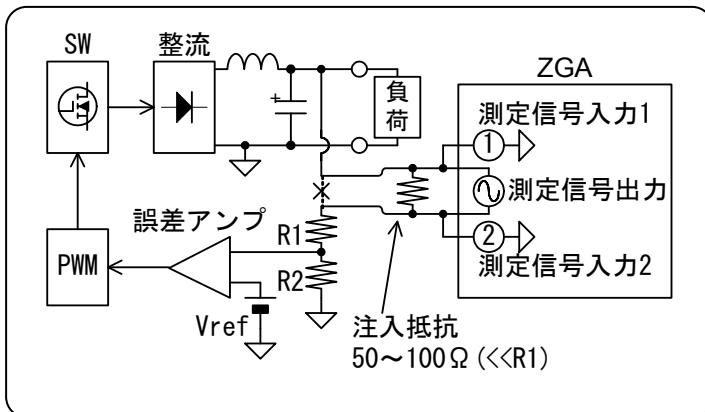 SW
整流
ZGA
負荷
測定信号入力1
1
測定信号出力
2
測定信号入力2
誤差アンプ
R1
R2
PWM
Vref
+
注入抵抗
50～100Ω (<<R1)